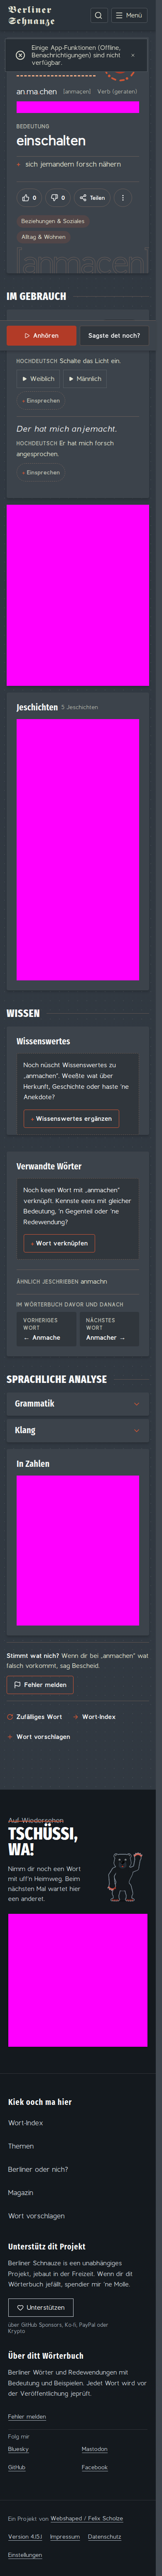 Berliner
Schnauze
Menü
Einige App-Funktionen (Offline,
Benachrichtigungen) sind nicht
verfügbar.
an.ma.chen
Verb (geraten)
BEDEUTUNG
einschalten
sich jemandem forsch nähern
0
0
Teilen
Beziehungen & Soziales
Alltag & Wohnen
anmachen
IM JEBRAUCH
Anhören
Sagste det noch?
HOCHDEUTSCH Schalte das Licht ein.
Weiblich
Männlich
Einsprechen
Der hat mich anjemacht.
HOCHDEUTSCH Er hat mich forsch
angesprochen.
Einsprechen
Jeschichten
5 Jeschichten
WISSEN
Wissenswertes
Noch nüscht Wissenswertes zu
„anmachen“. Weeßte wat über
Herkunft, Geschichte oder haste 'ne
Anekdote?
+ Wissenswertes ergänzen
Verwandte Wörter
Noch keen Wort mit „anmachen“
verknüpft. Kennste eens mit gleicher
Bedeutung, 'n Gegenteil oder 'ne
Redewendung?
+ Wort verknüpfen
ÄHNLICH JESCHRIEBEN anmachn
IM WÖRTERBUCH DAVOR UND DANACH
VORHERIGES
WORT
← Anmache
NÄCHSTES
WORT
Anmacher →
SPRACHLICHE ANALYSE
Grammatik
Klang
In Zahlen
Stimmt wat nich? Wenn dir bei „anmachen“ wat
falsch vorkommt, sag Bescheid.
Fehler melden
Zufälliges Wort
Wort-Index
Wort vorschlagen
Auf Wiedersehen
TSCHÜSSI,
WA!
Nimm dir noch een Wort
mit uff'n Heimweg. Beim
nächsten Mal wartet hier
een anderet.
Kiek ooch ma hier
Wort-Index
Themen
Berliner oder nich?
Magazin
Wort vorschlagen
Unterstütz dit Projekt
Berliner Schnauze is een unabhängiges
Projekt, jebaut in der Freizeit. Wenn dir dit
Wörterbuch jefällt, spendier mir 'ne Molle.
Unterstützen
über GitHub Sponsors, Ko-fi, PayPal oder
Krypto
Über ditt Wörterbuch
Berliner Wörter und Redewendungen mit
Bedeutung und Beispielen. Jedet Wort wird vor
der Veröffentlichung jeprüft.
Fehler melden
Folg mir
Bluesky
Mastodon
GitHub
Facebook
Ein Projekt von Webshaped / Felix Scholze
Version 4.15.1
Impressum
Datenschutz
Einstellungen